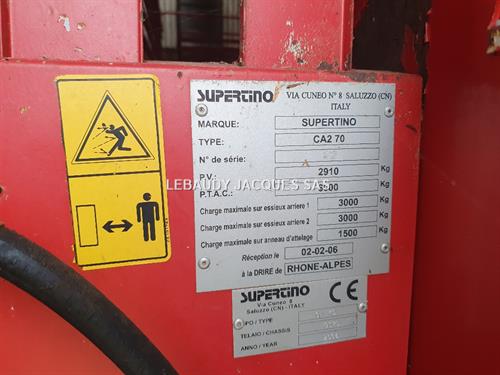 SUPERTINO
VIA CUNEO N° 8 SALUZZO (CN)
ITALY
MARQUE: SUPERTINO
TYPE: CA2 70
N° de série:
P.V.: 2910 Kg
P.T.A.C.: Kg
Charge maximale sur essieux arriere 1 3000 Kg
Charge maximale sur essieux arriere 2 3000 Kg
Charge maximale sur anneau d'attelage 1500 Kg
Réception le 02-02-06
à la DRIRE de RHONE-ALPES
LEBAUDY JACQUES SAS
SUPERTINO CE
Via Cuneo 8
Saluzzo (CN) - ITALY
TIPO / TYPE
TELAIO / CHASSIS
ANNO / YEAR